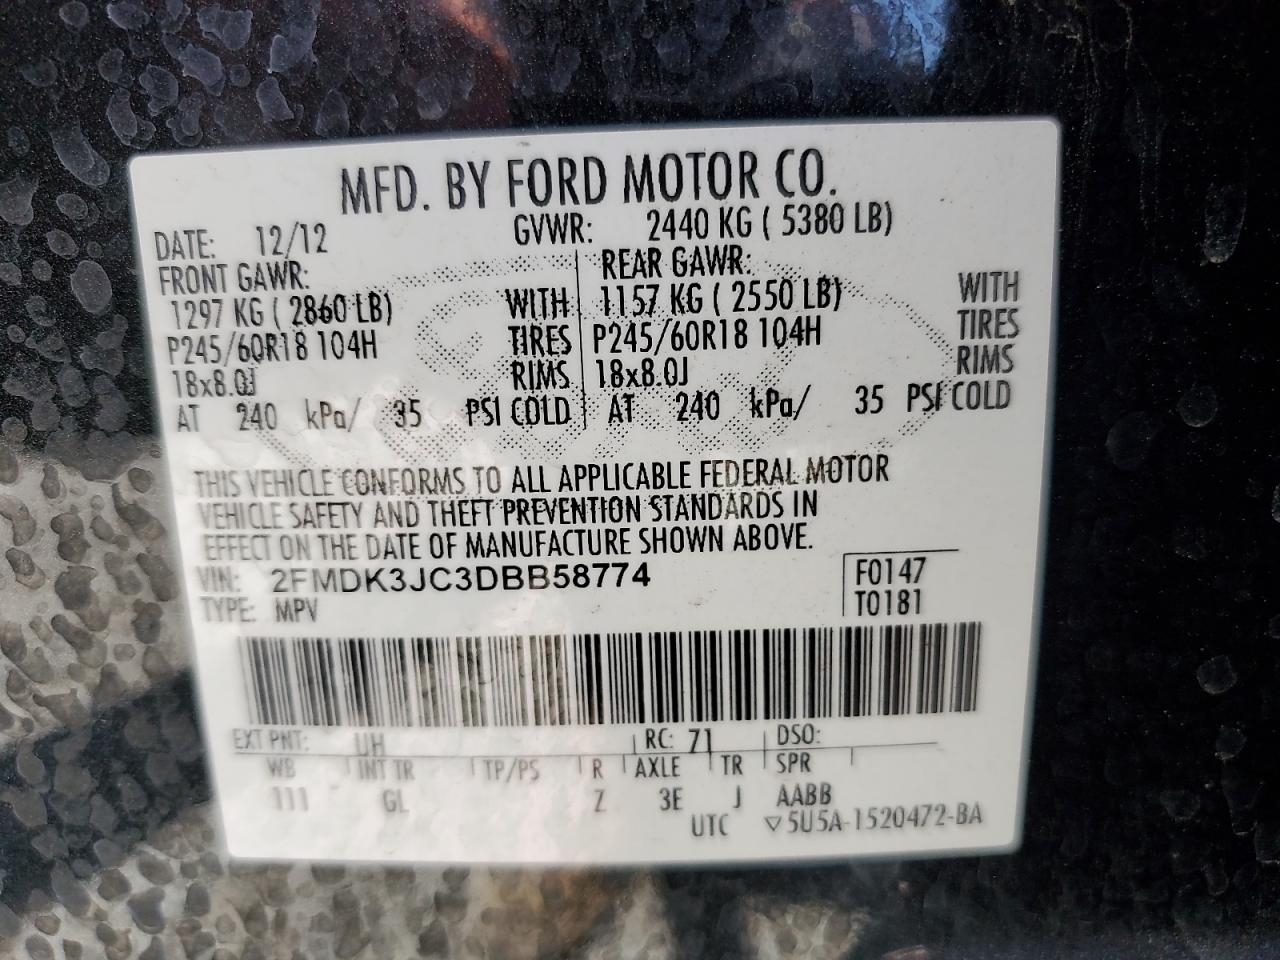 MFD. BY FORD MOTOR CO.
DATE: 12/12 GVWR: 2440 KG ( 5380 LB)
FRONT GAWR: REAR GAWR:
1297 KG ( 2860 LB) WITH 1157 KG ( 2550 LB) WITH
P245/60R18 104H TIRES P245/60R18 104H TIRES
18x8.0J RIMS 18x8.0J RIMS
AT 240 kPa/ 35 PSI COLD AT 240 kPa/ 35 PSI COLD
THIS VEHICLE CONFORMS TO ALL APPLICABLE FEDERAL MOTOR
VEHICLE SAFETY AND THEFT PREVENTION STANDARDS IN
EFFECT ON THE DATE OF MANUFACTURE SHOWN ABOVE.
VIN: 2FMDK3JC3DBB58774 F0147
TYPE: MPV T0181
EXT PNT: UH RC: 71 DSO:
WB INT TR TP/PS R AXLE TR SPR
111 GL Z 3E J AABB
UTC ▽5U5A-1520472-BA